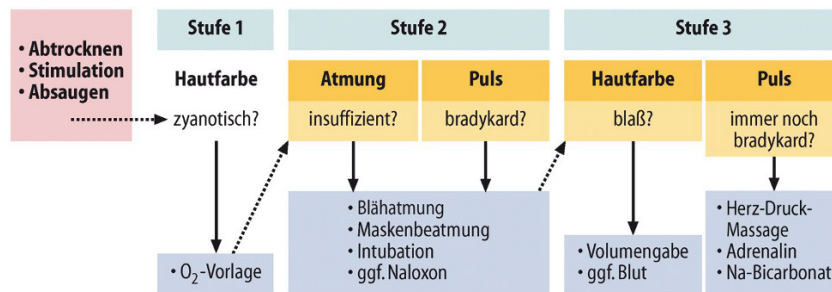 • Abtrocknen
• Stimulation
• Absaugen
Stufe 1
Hautfarbe
zyanotisch?
• O₂-Vorlage
Stufe 2
Atmung
insuffizient?
Puls
bradykard?
• Blähatmung
• Maskenbeatmung
• Intubation
• ggf. Naloxon
Stufe 3
Hautfarbe
blaß?
• Volumengabe
• ggf. Blut
Puls
immer noch
bradykard?
• Herz-Druck-
Massage
• Adrenalin
• Na-Bicarbonat